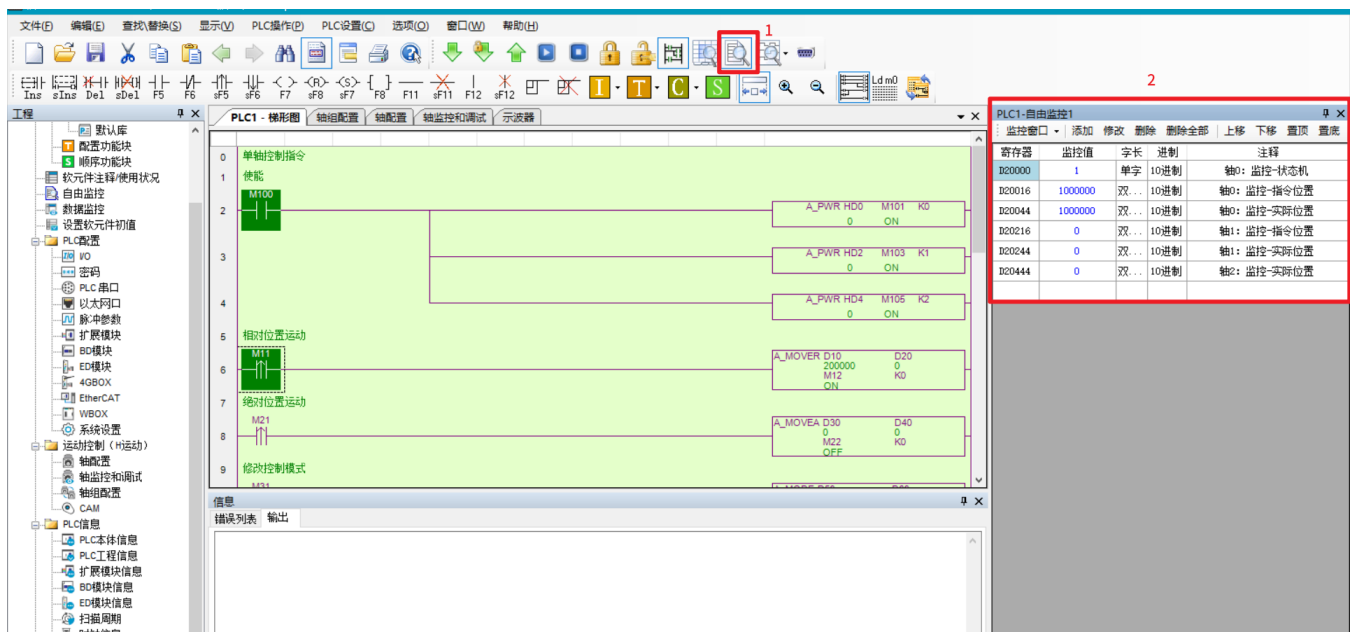 文件(F) 编辑(E) 查找\替换(S) 显示(V) PLC操作(P) PLC设置(C) 选项(O) 窗口(W) 帮助(H)
1
Ins sIns Del sDel F5 F6 sF5 sF6 F7 sF8 sF7 F8 F11 sF11 F12 sF12 I T C S Ld m0
2
工程
默认库
T 配置功能块
S 顺序功能块
软元件注释/使用状况
自由监控
数据监控
设置软元件初值
PLC配置
I/O
密码
PLC 串口
以太网口
脉冲参数
扩展模块
BD模块
ED模块
4GBOX
EtherCAT
WBOX
系统设置
运动控制（H运动）
轴配置
轴监控和调试
轴组配置
CAM
PLC信息
PLC本体信息
PLC工程信息
扩展模块信息
BD模块信息
ED模块信息
扫描周期
PLC1 - 梯形图 轴组配置 轴配置 轴监控和调试 示波器
0 单轴控制指令
1 使能
M100
2
A_PWR HD0 M101 K0
0 ON
3
A_PWR HD2 M103 K1
0 ON
4
A_PWR HD4 M105 K2
0 ON
5 相对位置运动
M11
6
A_MOVER D10 D20
200000 0
M12 K0
ON
7 绝对位置运动
M21
8
A_MOVEA D30 D40
0 0
M22 K0
OFF
9 修改控制模式
M31
信息
错误列表 输出
PLC1-自由监控1
监控窗口 添加 修改 删除 删除全部 上移 下移 置顶 置底
寄存器 监控值 字长 进制 注释
D20000 1 单字 10进制 轴0: 监控-状态机
D20016 1000000 双... 10进制 轴0: 监控-指令位置
D20044 1000000 双... 10进制 轴0: 监控-实际位置
D20216 0 双... 10进制 轴1: 监控-指令位置
D20244 0 双... 10进制 轴1: 监控-实际位置
D20444 0 双... 10进制 轴2: 监控-实际位置